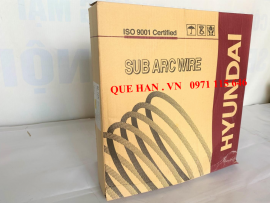 ISO 9001 Certified
SUB ARC WIRE
QUE HAN . VN 0971
HYUNDAI